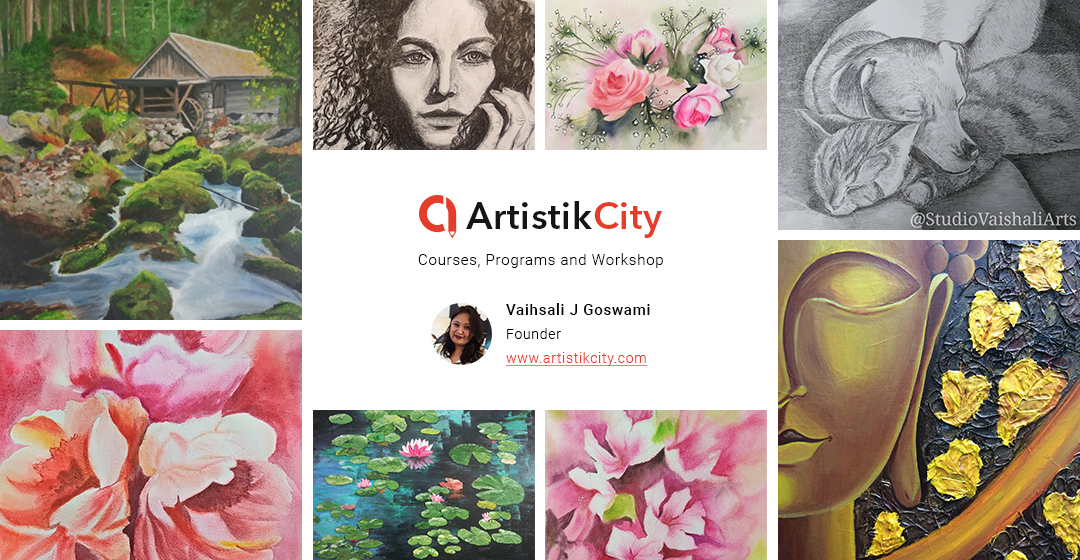 @StudioVaishaliArts
ArtistikCity
Courses, Programs and Workshop
Vaihsali J Goswami
Founder
www.artistikcity.com